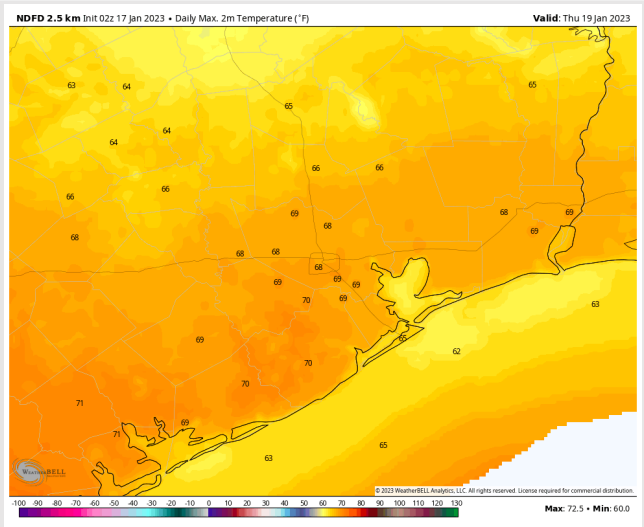 NDFD 2.5 km Init 02z 17 Jan 2023 • Daily Max. 2m Temperature (°F) Valid: Thu 19 Jan 2023
63 64 65
65
64
64
66 66
66 66
69 68 69
68 68 69
68 68
68
69 69 69
70 69
63
69 65
62
70
70
71
69
71
65
63
WeatherBELL
© 2023 WeatherBELL Analytics, LLC. All rights reserved. License required for commercial distribution.
-100 -90 -80 -70 -60 -50 -40 -30 -20 -10 0 10 20 30 40 50 60 70 80 90 100 110 120 130
Max: 72.5 • Min: 60.0